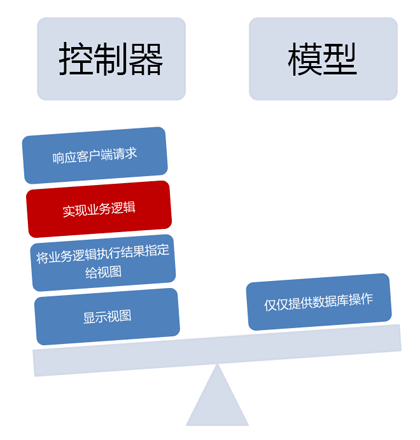 控制器
模型
响应客户端请求
实现业务逻辑
将业务逻辑执行结果指定
给视图
显示视图
仅仅提供数据库操作